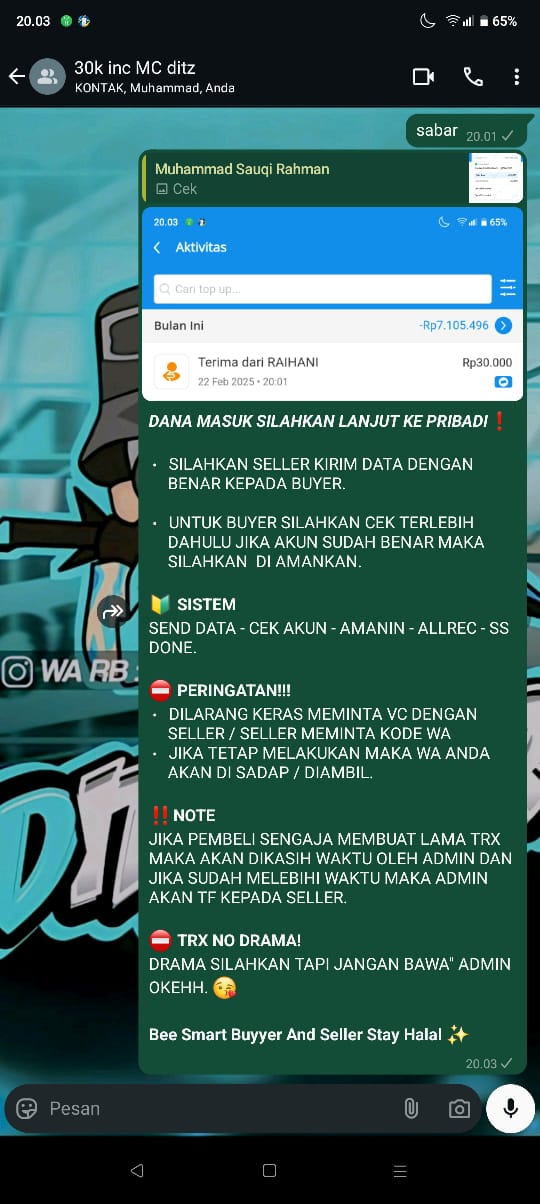 20.03 65%
30k inc MC ditz
KONTAK, Muhammad, Anda
sabar 20.01
Muhammad Sauqi Rahman
Cek
20.03 65%
Aktivitas
Cari top up...
Bulan Ini -Rp7.105.496
Terima dari RAIHANI Rp30.000
22 Feb 2025 • 20:01
DANA MASUK SILAHKAN LANJUT KE PRIBADI❗
• SILAHKAN SELLER KIRIM DATA DENGAN
BENAR KEPADA BUYER.
• UNTUK BUYER SILAHKAN CEK TERLEBIH
DAHULU JIKA AKUN SUDAH BENAR MAKA
SILAHKAN DI AMANKAN.
🔰 SISTEM
SEND DATA - CEK AKUN - AMANIN - ALLREC - SS
DONE.
⛔ PERINGATAN!!!
• DILARANG KERAS MEMINTA VC DENGAN
SELLER / SELLER MEMINTA KODE WA
• JIKA TETAP MELAKUKAN MAKA WA ANDA
AKAN DI SADAP / DIAMBIL.
‼️NOTE
JIKA PEMBELI SENGAJA MEMBUAT LAMA TRX
MAKA AKAN DIKASIH WAKTU OLEH ADMIN DAN
JIKA SUDAH MELEBIHI WAKTU MAKA ADMIN
AKAN TF KEPADA SELLER.
⛔ TRX NO DRAMA!
DRAMA SILAHKAN TAPI JANGAN BAWA" ADMIN
OKEHH. 😘
Bee Smart Buyyer And Seller Stay Halal ✨
20.03
WA RB :
Pesan